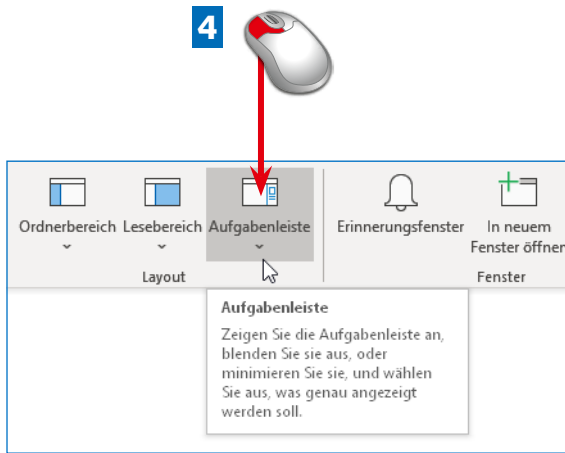 4
Ordnerbereich Lesebereich Aufgabenleiste Erinnerungsfenster In neuem
Fenster öffnen
Layout Fenster
Aufgabenleiste
Zeigen Sie die Aufgabenleiste an,
blenden Sie sie aus, oder
minimieren Sie sie, und wählen
Sie aus, was genau angezeigt
werden soll.